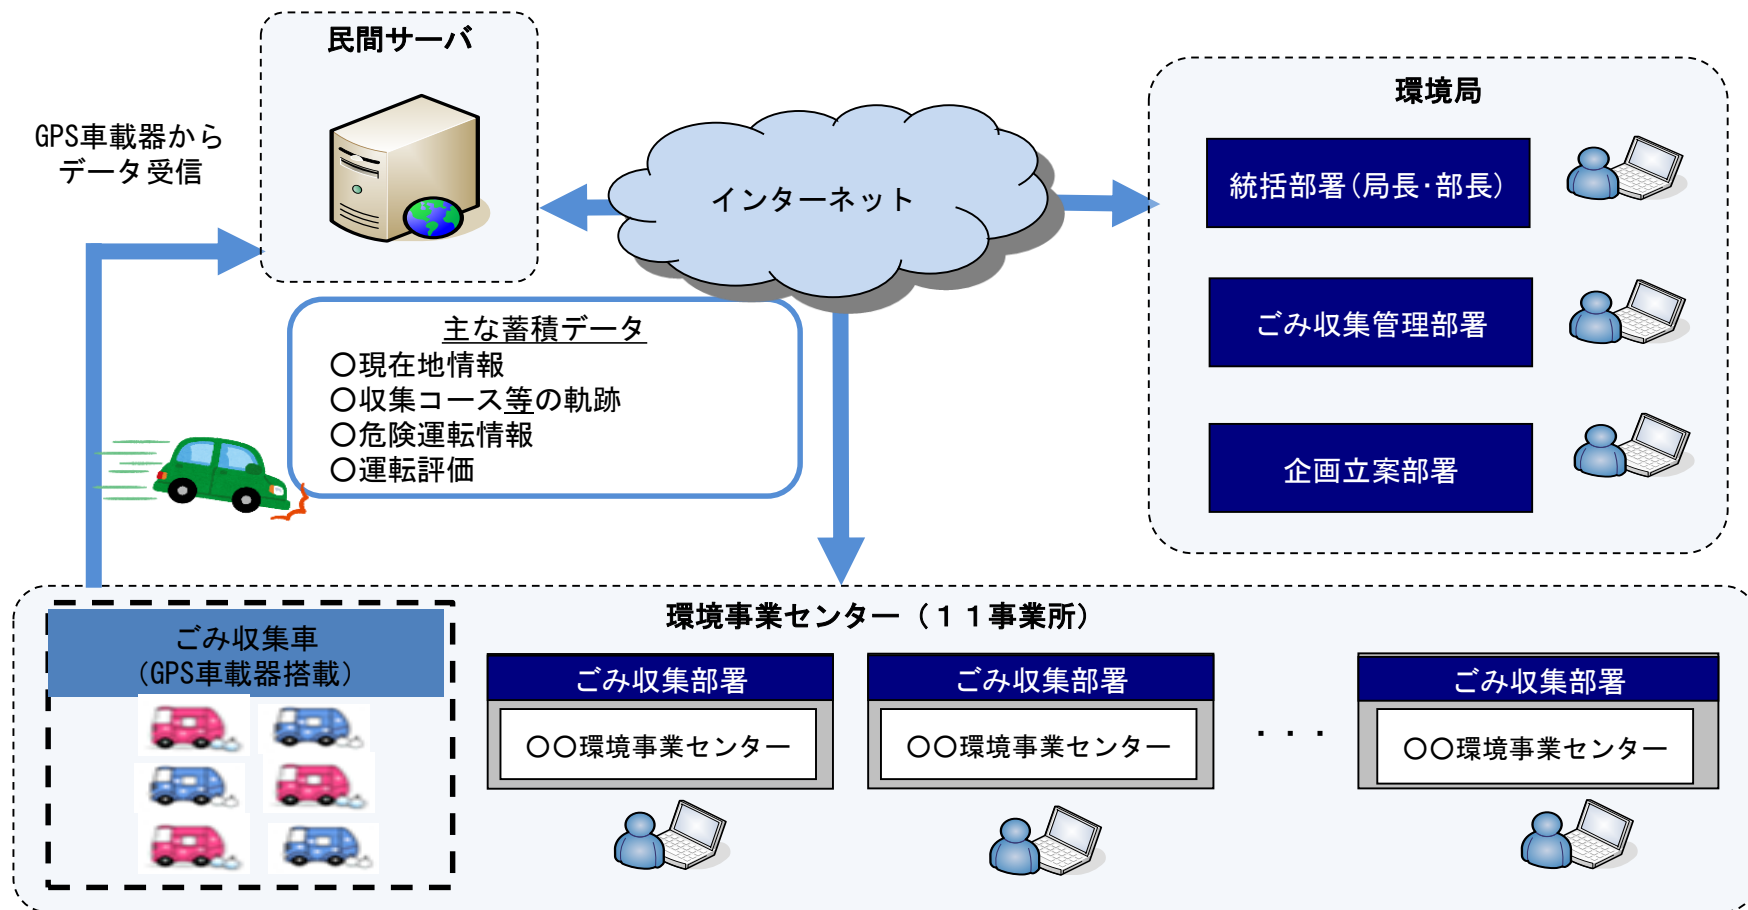 民間サーバ
GPS車載器から
データ受信
インターネット
環境局
統括部署(局長･部長)
ごみ収集管理部署
企画立案部署
主な蓄積データ
〇現在地情報
〇収集コース等の軌跡
〇危険運転情報
〇運転評価
環境事業センター（１１事業所）
ごみ収集車
(GPS車載器搭載)
ごみ収集部署
〇〇環境事業センター
ごみ収集部署
〇〇環境事業センター
・・・
ごみ収集部署
〇〇環境事業センター